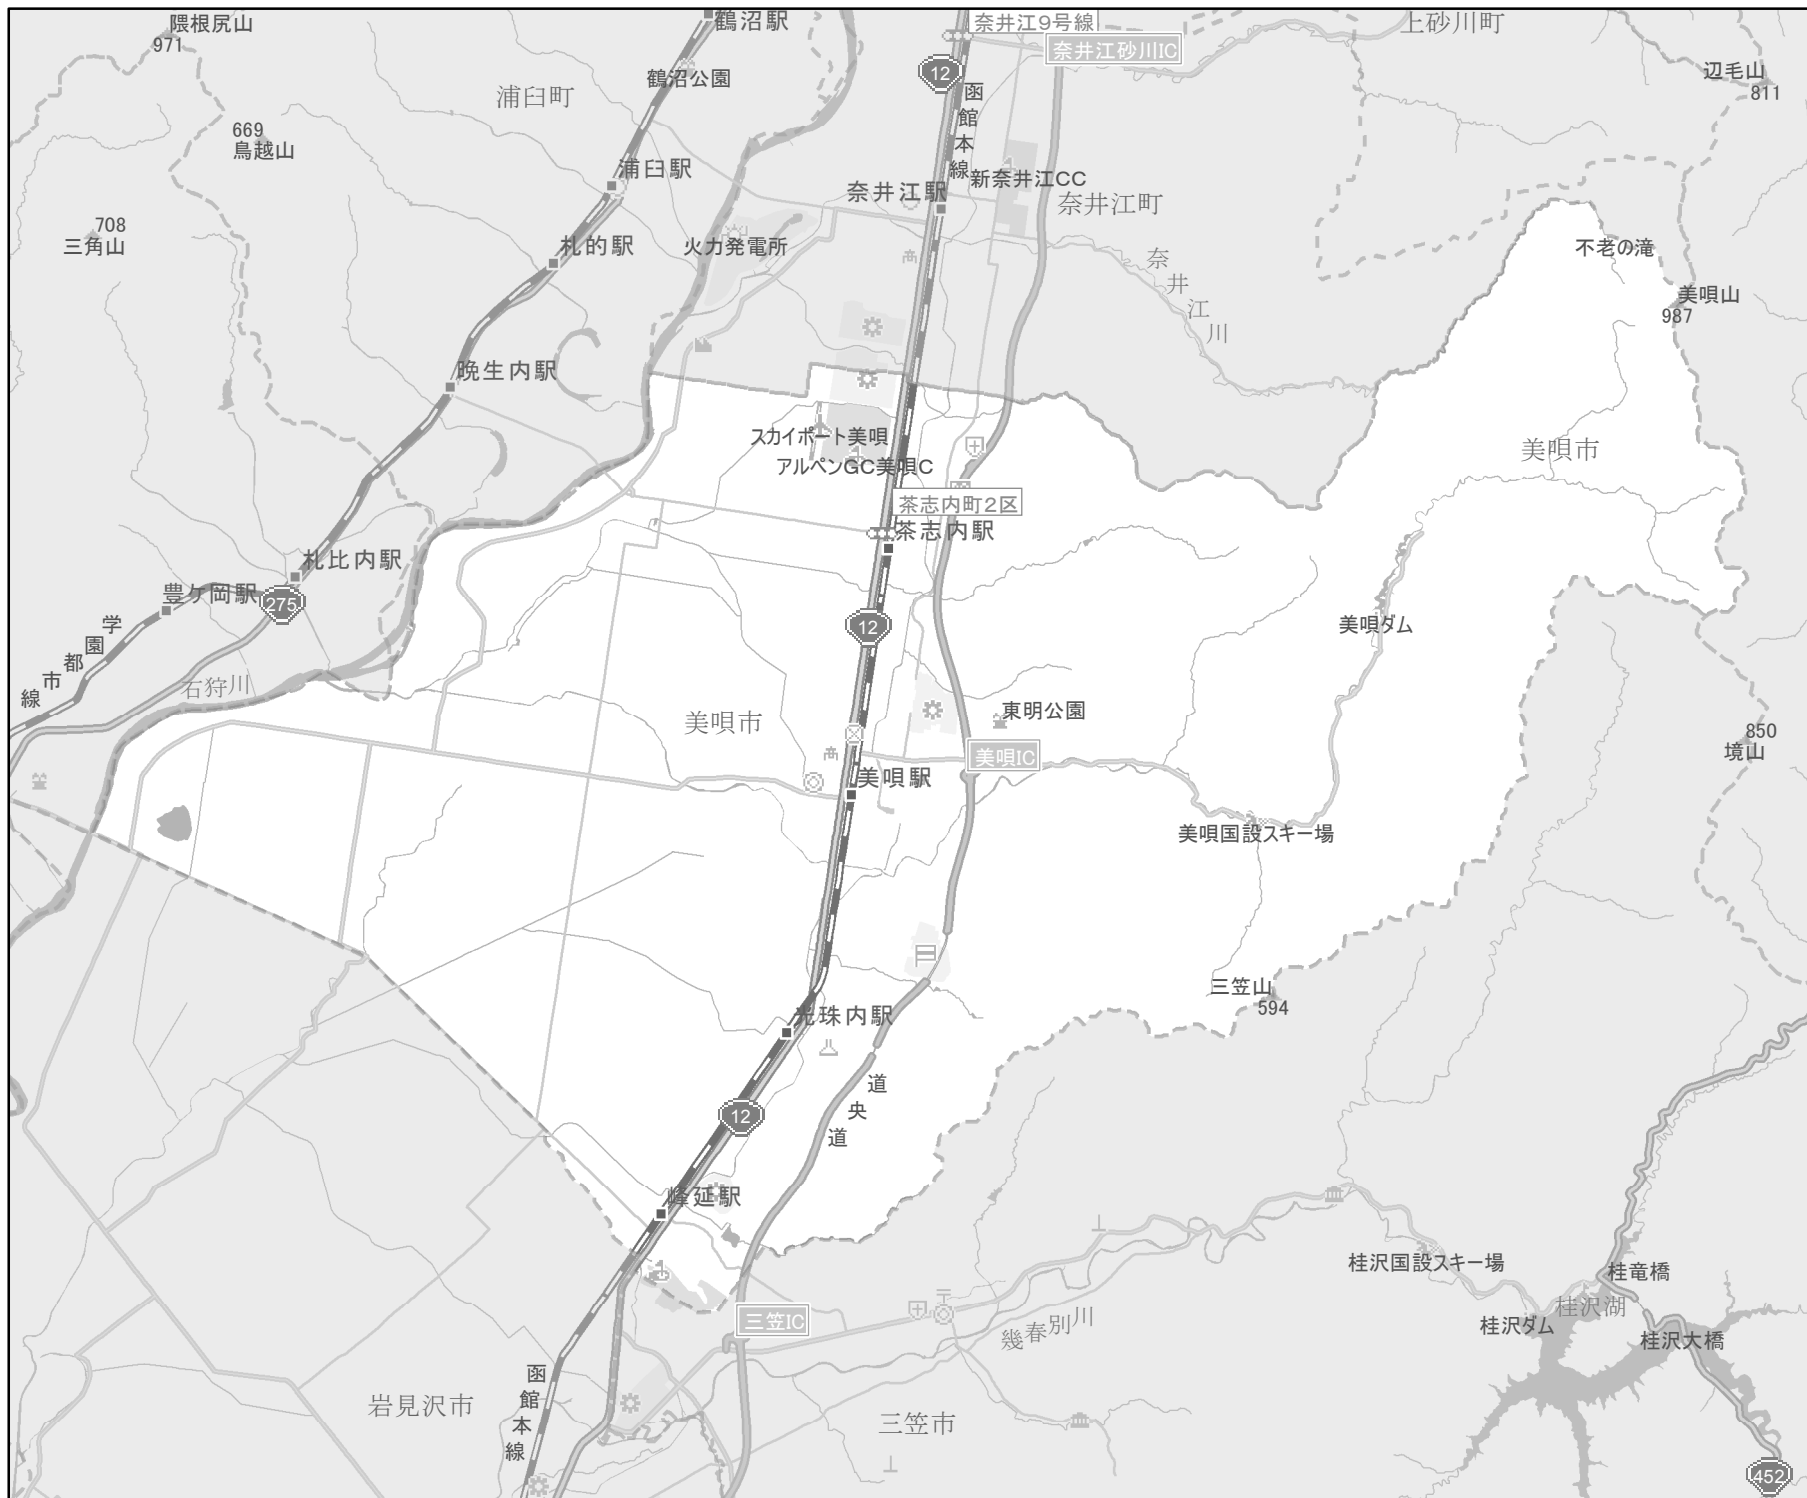 隈根尻山
971
鶴沼駅
奈井江9号線
上砂川町
奈井江砂川IC
12
辺毛山
811
浦臼町
鶴沼公園
函館本線
669
鳥越山
浦臼駅
新奈井江CC
奈井江駅
奈井江町
708
三角山
札的駅
火力発電所
奈井江川
不老の滝
美唄山
987
晩生内駅
スカイポート美唄
アルペンGC美唄C
美唄市
茶志内町2区
茶志内駅
札比内駅
豊ケ岡駅
275
12
美唄ダム
学園都市線
石狩川
美唄市
東明公園
850
境山
美唄IC
美唄駅
美唄国設スキー場
三笠山
594
光珠内駅
道央道
12
峰延駅
桂沢国設スキー場
桂竜橋
桂沢湖
桂沢ダム
桂沢大橋
三笠IC
幾春別川
函館本線
岩見沢市
三笠市
452